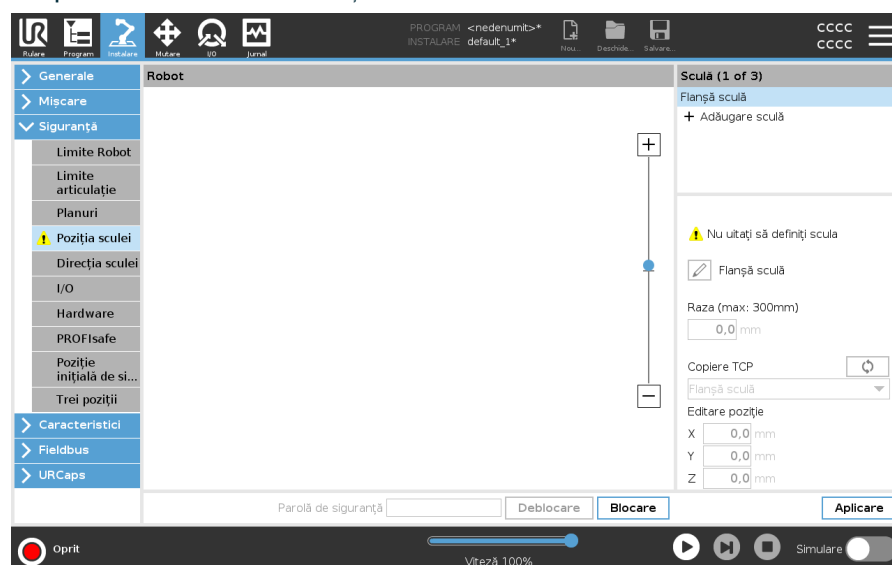 PROGRAM <nedenumit>*
INSTALARE default_1*
cccc
cccc
Rulare Program Instalare Mutare I/O Jurnal Nou... Deschide... Salvare...
Generale
Mișcare
Siguranță
Limite Robot
Limite
articulație
Planuri
Poziția sculei
Direcția sculei
I/O
Hardware
PROFIsafe
Poziție
inițială de si...
Trei poziții
Caracteristici
Fieldbus
URCaps
Robot
Sculă (1 of 3)
Flanșă sculă
Adăugare sculă
Nu uitați să definiți scula
Flanșă sculă
Raza (max: 300mm)
0,0 mm
Copiere TCP
Flanșă sculă
Editare poziție
X 0,0 mm
Y 0,0 mm
Z 0,0 mm
Parolă de siguranță Deblocare Blocare Aplicare
Oprit
Viteză 100%
Simulare